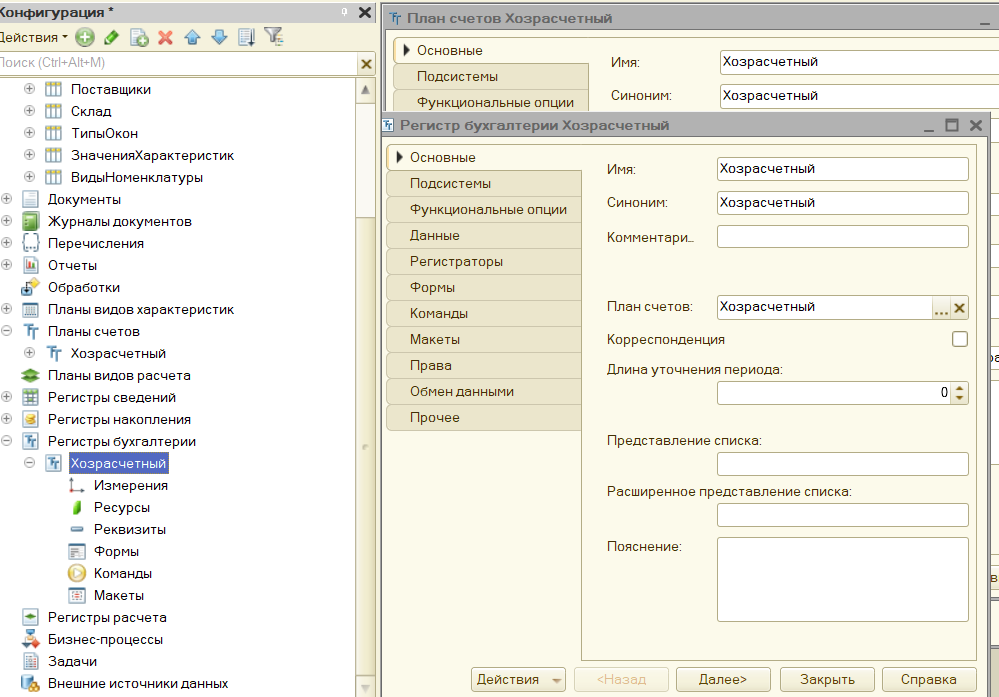 Конфигурация *
Действия
Поиск (Ctrl+Alt+M)
Поставщики
Склад
ТипыОкон
ЗначенияХарактеристик
ВидыНоменклатуры
Документы
Журналы документов
Перечисления
Отчеты
Обработки
Планы видов характеристик
Планы счетов
Хозрасчетный
Планы видов расчета
Регистры сведений
Регистры накопления
Регистры бухгалтерии
Хозрасчетный
Измерения
Ресурсы
Реквизиты
Формы
Команды
Макеты
Регистры расчета
Бизнес-процессы
Задачи
Внешние источники данных
План счетов Хозрасчетный
Основные
Подсистемы
Функциональные опции
Имя: Хозрасчетный
Синоним: Хозрасчетный
Регистр бухгалтерии Хозрасчетный
Основные
Подсистемы
Функциональные опции
Данные
Регистраторы
Формы
Команды
Макеты
Права
Обмен данными
Прочее
Имя: Хозрасчетный
Синоним: Хозрасчетный
Комментари...
План счетов: Хозрасчетный ...
Корреспонденция
Длина уточнения периода:
0
Представление списка:
Расширенное представление списка:
Пояснение:
Действия <Назад Далее> Закрыть Справка